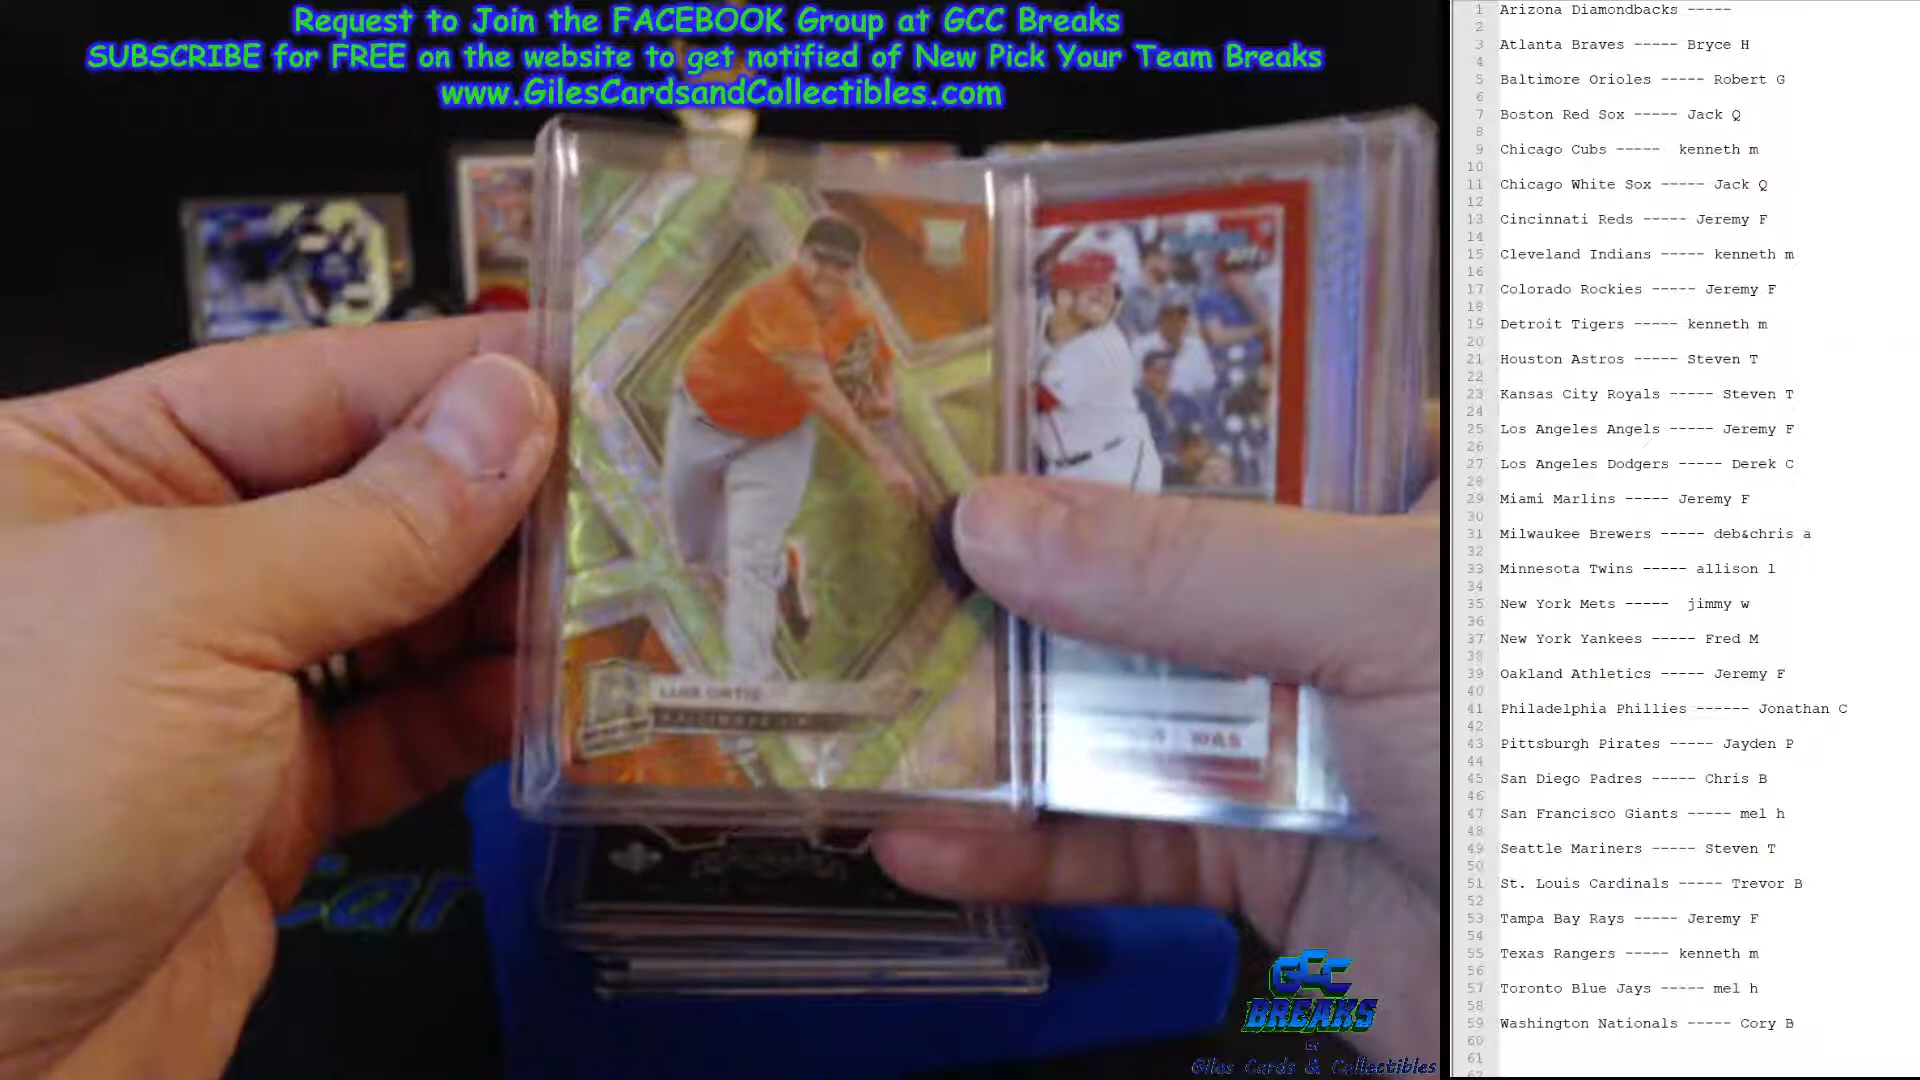 Request to Join the FACEBOOK Group at GCC Breaks
SUBSCRIBE for FREE on the website to get notified of New Pick Your Team Breaks
www.GilesCardsandCollectibles.com
LUIS ORTIZ
WAS
Car
GCC
BREAKS
By
Giles Cards & Collectibles
1 Arizona Diamondbacks -----
2
3 Atlanta Braves ----- Bryce H
4
5 Baltimore Orioles ----- Robert G
6
7 Boston Red Sox ----- Jack Q
8
9 Chicago Cubs ----- kenneth m
10
11 Chicago White Sox ----- Jack Q
12
13 Cincinnati Reds ----- Jeremy F
14
15 Cleveland Indians ----- kenneth m
16
17 Colorado Rockies ----- Jeremy F
18
19 Detroit Tigers ----- kenneth m
20
21 Houston Astros ----- Steven T
22
23 Kansas City Royals ----- Steven T
24
25 Los Angeles Angels ----- Jeremy F
26
27 Los Angeles Dodgers ----- Derek C
28
29 Miami Marlins ----- Jeremy F
30
31 Milwaukee Brewers ----- deb&chris a
32
33 Minnesota Twins ----- allison l
34
35 New York Mets ----- jimmy w
36
37 New York Yankees ----- Fred M
38
39 Oakland Athletics ----- Jeremy F
40
41 Philadelphia Phillies ------ Jonathan C
42
43 Pittsburgh Pirates ----- Jayden P
44
45 San Diego Padres ----- Chris B
46
47 San Francisco Giants ----- mel h
48
49 Seattle Mariners ----- Steven T
50
51 St. Louis Cardinals ----- Trevor B
52
53 Tampa Bay Rays ----- Jeremy F
54
55 Texas Rangers ----- kenneth m
56
57 Toronto Blue Jays ----- mel h
58
59 Washington Nationals ----- Cory B
60
61
62